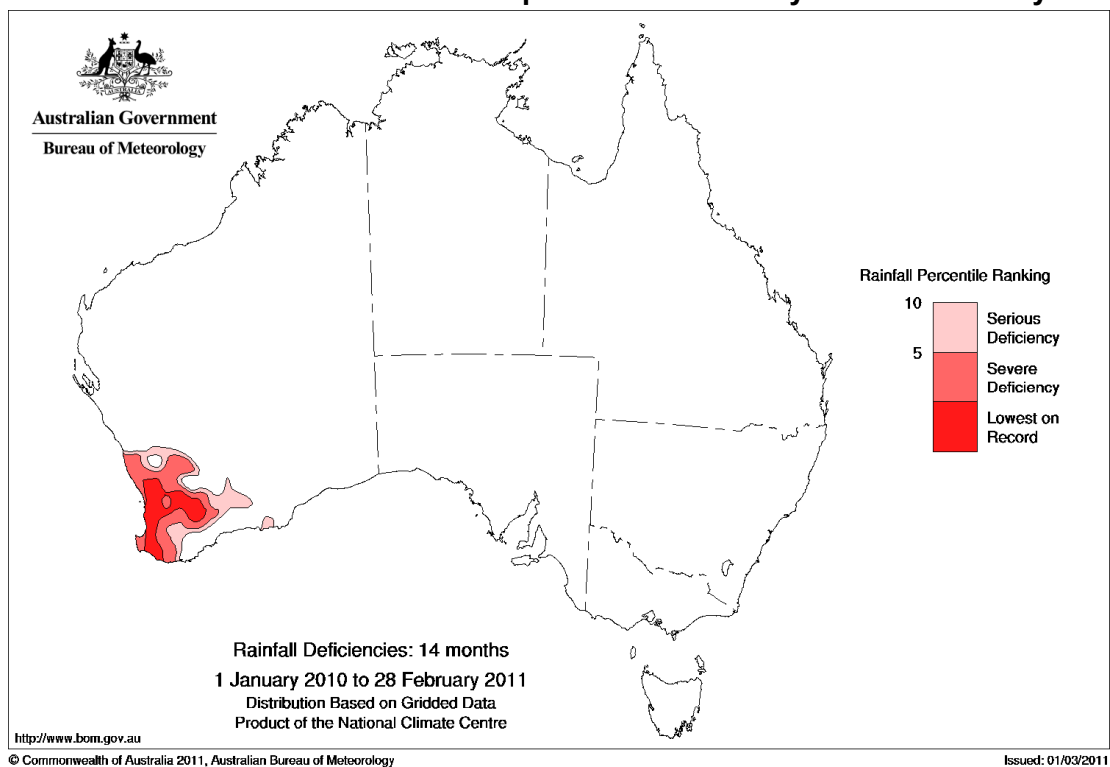 AUSTRALIA
Australian Government
Bureau of Meteorology
Rainfall Percentile Ranking
10
Serious
Deficiency
5
Severe
Deficiency
Lowest on
Record
Rainfall Deficiencies: 14 months
1 January 2010 to 28 February 2011
Distribution Based on Gridded Data
Product of the National Climate Centre
http://www.bom.gov.au
© Commonwealth of Australia 2011, Australian Bureau of Meteorology
Issued: 01/03/2011